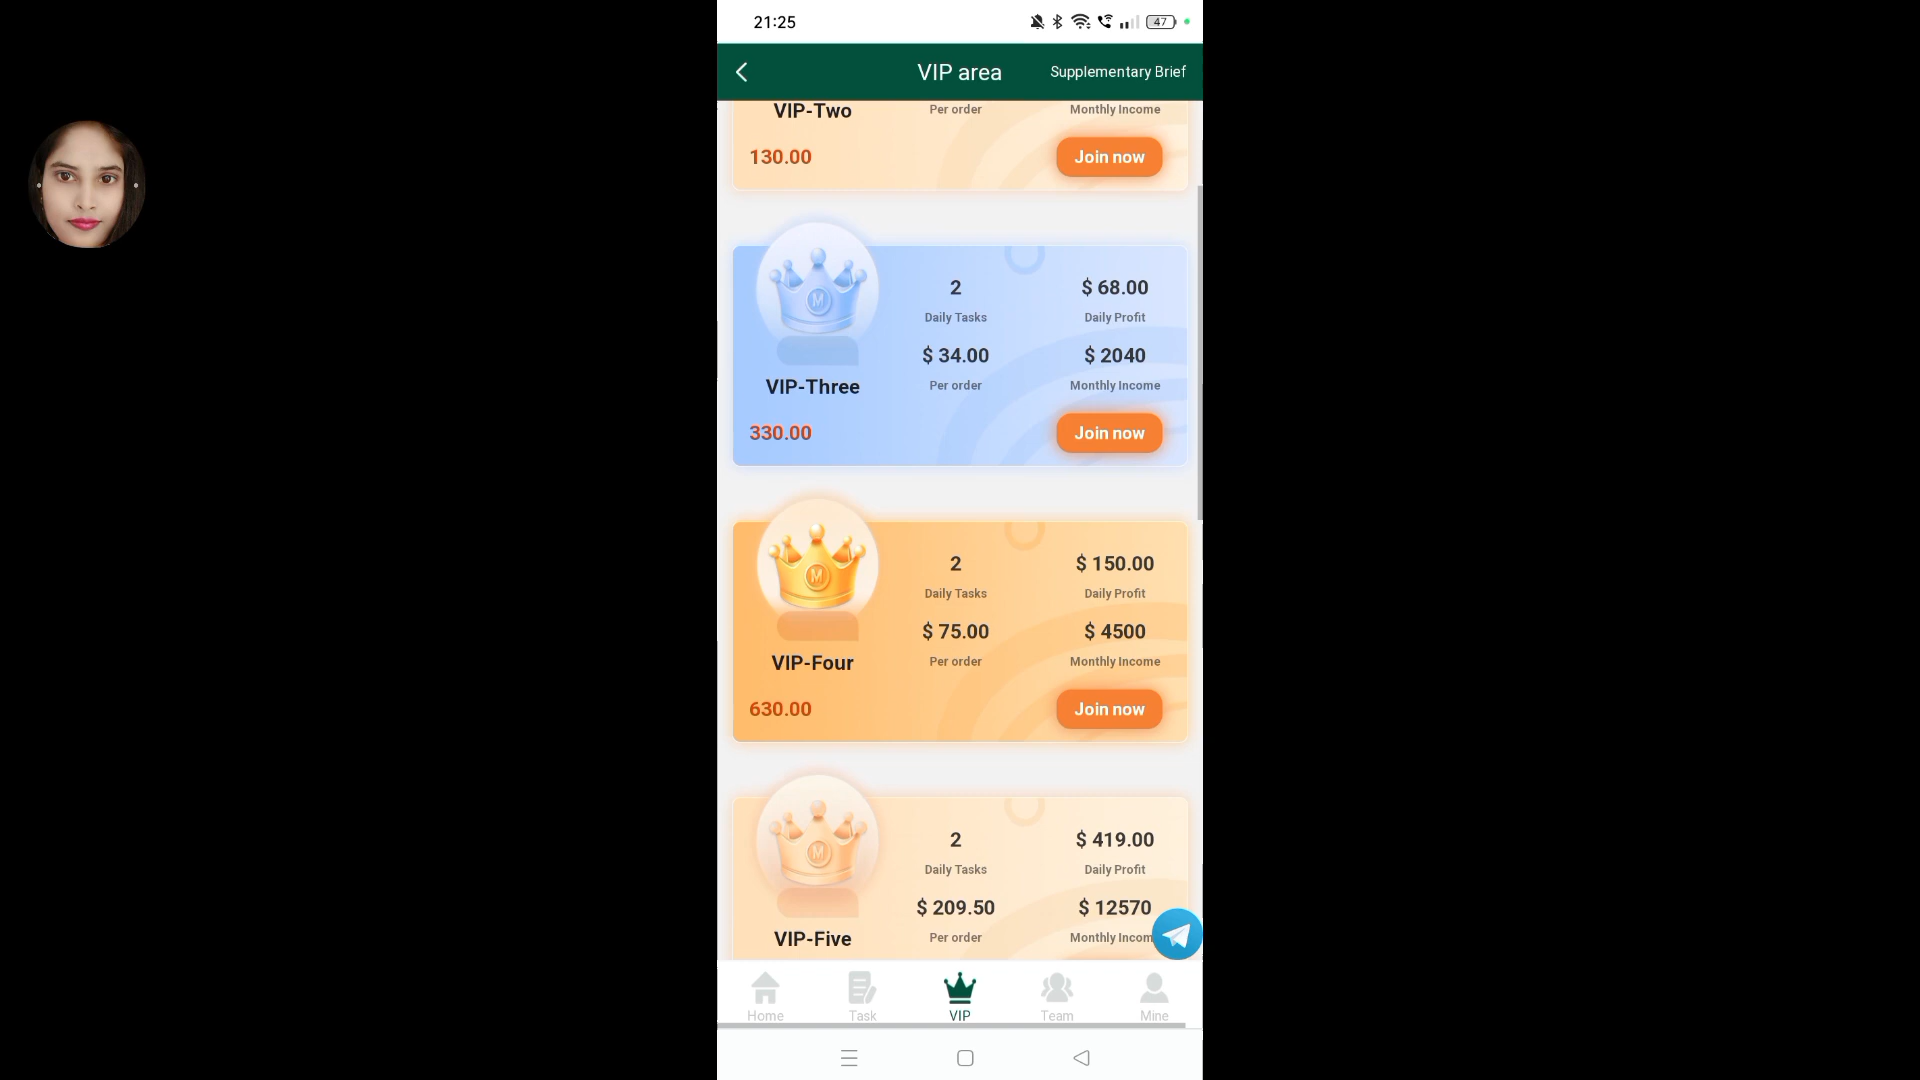 21:25
47
VIP area
Supplementary Brief
VIP-Two
Per order
Monthly Income
130.00
Join now
2
$ 68.00
Daily Tasks
Daily Profit
$ 34.00
$ 2040
VIP-Three
Per order
Monthly Income
330.00
Join now
2
$ 150.00
Daily Tasks
Daily Profit
$ 75.00
$ 4500
VIP-Four
Per order
Monthly Income
630.00
Join now
2
$ 419.00
Daily Tasks
Daily Profit
$ 209.50
$ 12570
VIP-Five
Per order
Monthly Incom
Home
Task
VIP
Team
Mine